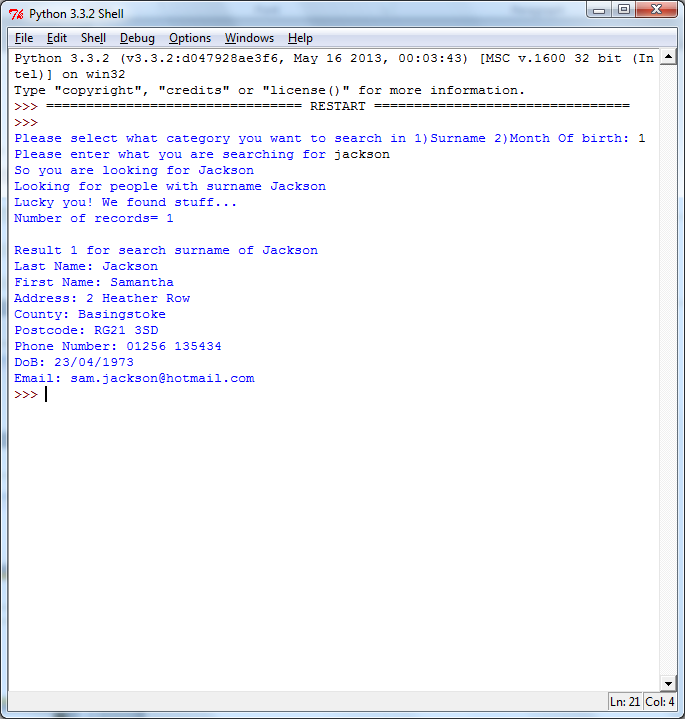 Python 3.3.2 Shell
File Edit Shell Debug Options Windows Help
Python 3.3.2 (v3.3.2:d047928ae3f6, May 16 2013, 00:03:43) [MSC v.1600 32 bit (In
tel)] on win32
Type "copyright", "credits" or "license()" for more information.
>>> ================================ RESTART ================================
>>>
Please select what category you want to search in 1)Surname 2)Month Of birth: 1
Please enter what you are searching for jackson
So you are looking for Jackson
Looking for people with surname Jackson
Lucky you! We found stuff...
Number of records= 1
Result 1 for search surname of Jackson
Last Name: Jackson
First Name: Samantha
Address: 2 Heather Row
County: Basingstoke
Postcode: RG21 3SD
Phone Number: 01256 135434
DoB: 23/04/1973
Email: sam.jackson@hotmail.com
>>>
Ln: 21 Col: 4